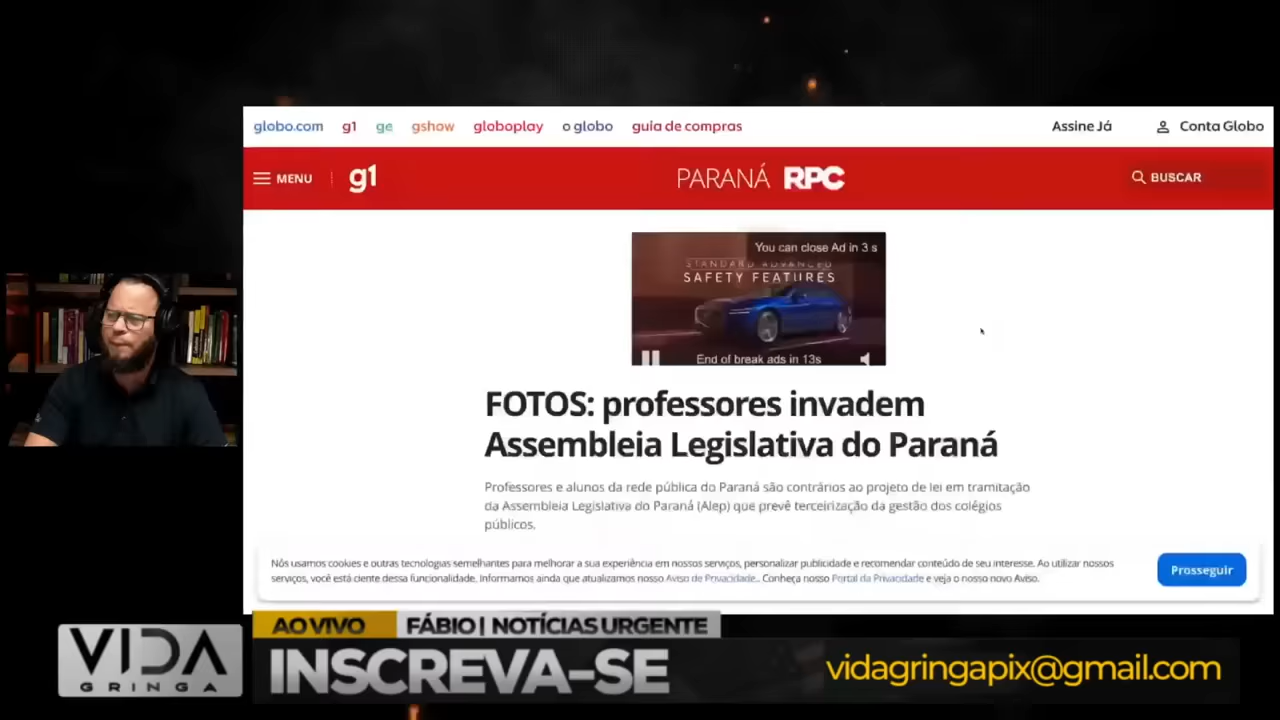 globo.com g1 ge gshow globoplay o globo guia de compras Assine Já Conta Globo
MENU g1 PARANÁ RPC BUSCAR
You can close Ad in 3 s
STANDARD ADVANCED
SAFETY FEATURES
End of break ads in 13s
FOTOS: professores invadem
Assembleia Legislativa do Paraná
Professores e alunos da rede pública do Paraná são contrários ao projeto de lei em tramitação
da Assembleia Legislativa do Paraná (Alep) que prevê terceirização da gestão dos colégios
públicos.
Nós usamos cookies e outras tecnologias semelhantes para melhorar a sua experiência em nossos serviços, personalizar publicidade e recomendar conteúdo de seu interesse. Ao utilizar nossos
serviços, você está ciente dessa funcionalidade. Informamos ainda que atualizamos nosso Aviso de Privacidade.. Conheça nosso Portal da Privacidade e veja o nosso novo Aviso.
Prosseguir
AO VIVO FÁBIO | NOTÍCIAS URGENTE
VIDA
GRINGA
INSCREVA-SE
vidagringapix@gmail.com